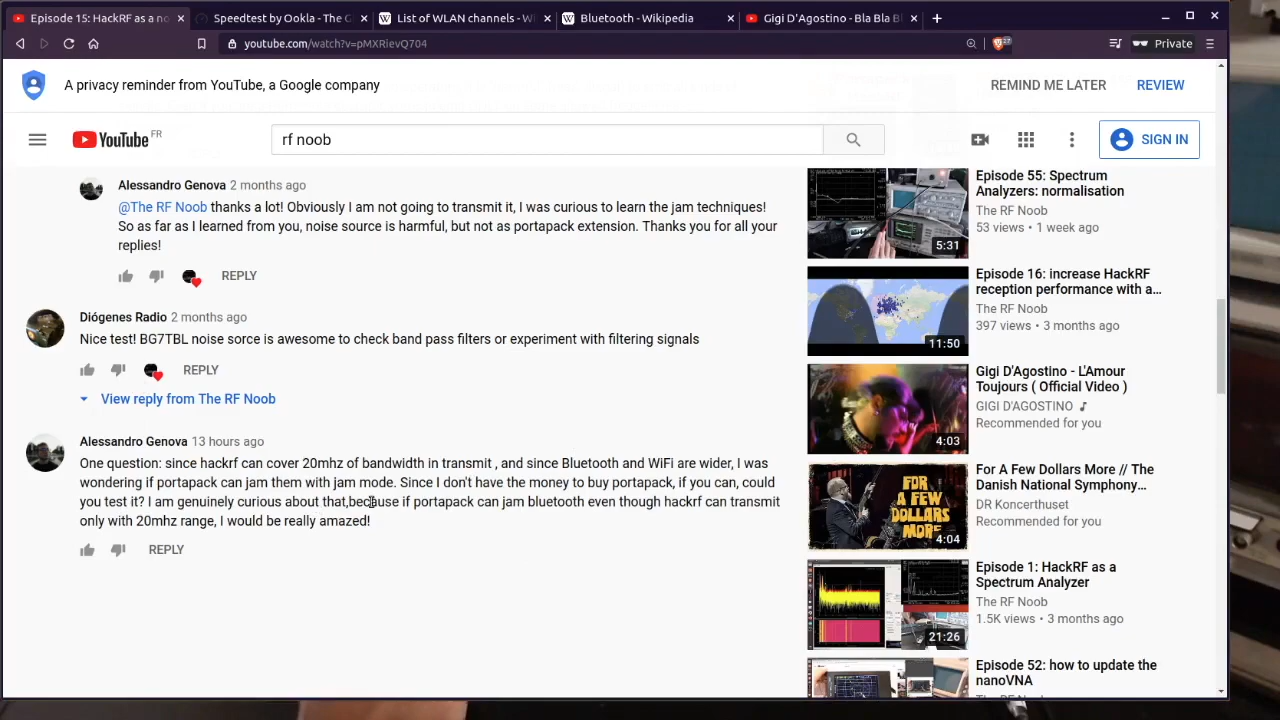 Episode 15: HackRF as a no
Speedtest by Ookla - The G
List of WLAN channels - Wi
Bluetooth - Wikipedia
Gigi D'Agostino - Bla Bla Bl
youtube.com/watch?v=pMXRievQ704
Private
A privacy reminder from YouTube, a Google company
REMIND ME LATER
REVIEW
YouTube FR
rf noob
SIGN IN
Alessandro Genova 2 months ago
@The RF Noob thanks a lot! Obviously I am not going to transmit it, I was curious to learn the jam techniques!
So as far as I learned from you, noise source is harmful, but not as portapack extension. Thanks you for all your
replies!
REPLY
Diógenes Radio 2 months ago
Nice test! BG7TBL noise sorce is awesome to check band pass filters or experiment with filtering signals
REPLY
View reply from The RF Noob
Alessandro Genova 13 hours ago
One question: since hackrf can cover 20mhz of bandwidth in transmit , and since Bluetooth and WiFi are wider, I was
wondering if portapack can jam them with jam mode. Since I don't have the money to buy portapack, if you can, could
you test it? I am genuinely curious about that,because if portapack can jam bluetooth even though hackrf can transmit
only with 20mhz range, I would be really amazed!
REPLY
5:31
Episode 55: Spectrum
Analyzers: normalisation
The RF Noob
53 views • 1 week ago
11:50
Episode 16: increase HackRF
reception performance with a...
The RF Noob
397 views • 3 months ago
4:03
Gigi D'Agostino - L'Amour
Toujours ( Official Video )
GIGI D'AGOSTINO
Recommended for you
FOR
A FEW
DOLLARS
MORE
4:04
For A Few Dollars More // The
Danish National Symphony...
DR Koncerthuset
Recommended for you
21:26
Episode 1: HackRF as a
Spectrum Analyzer
The RF Noob
1.5K views • 3 months ago
Episode 52: how to update the
nanoVNA